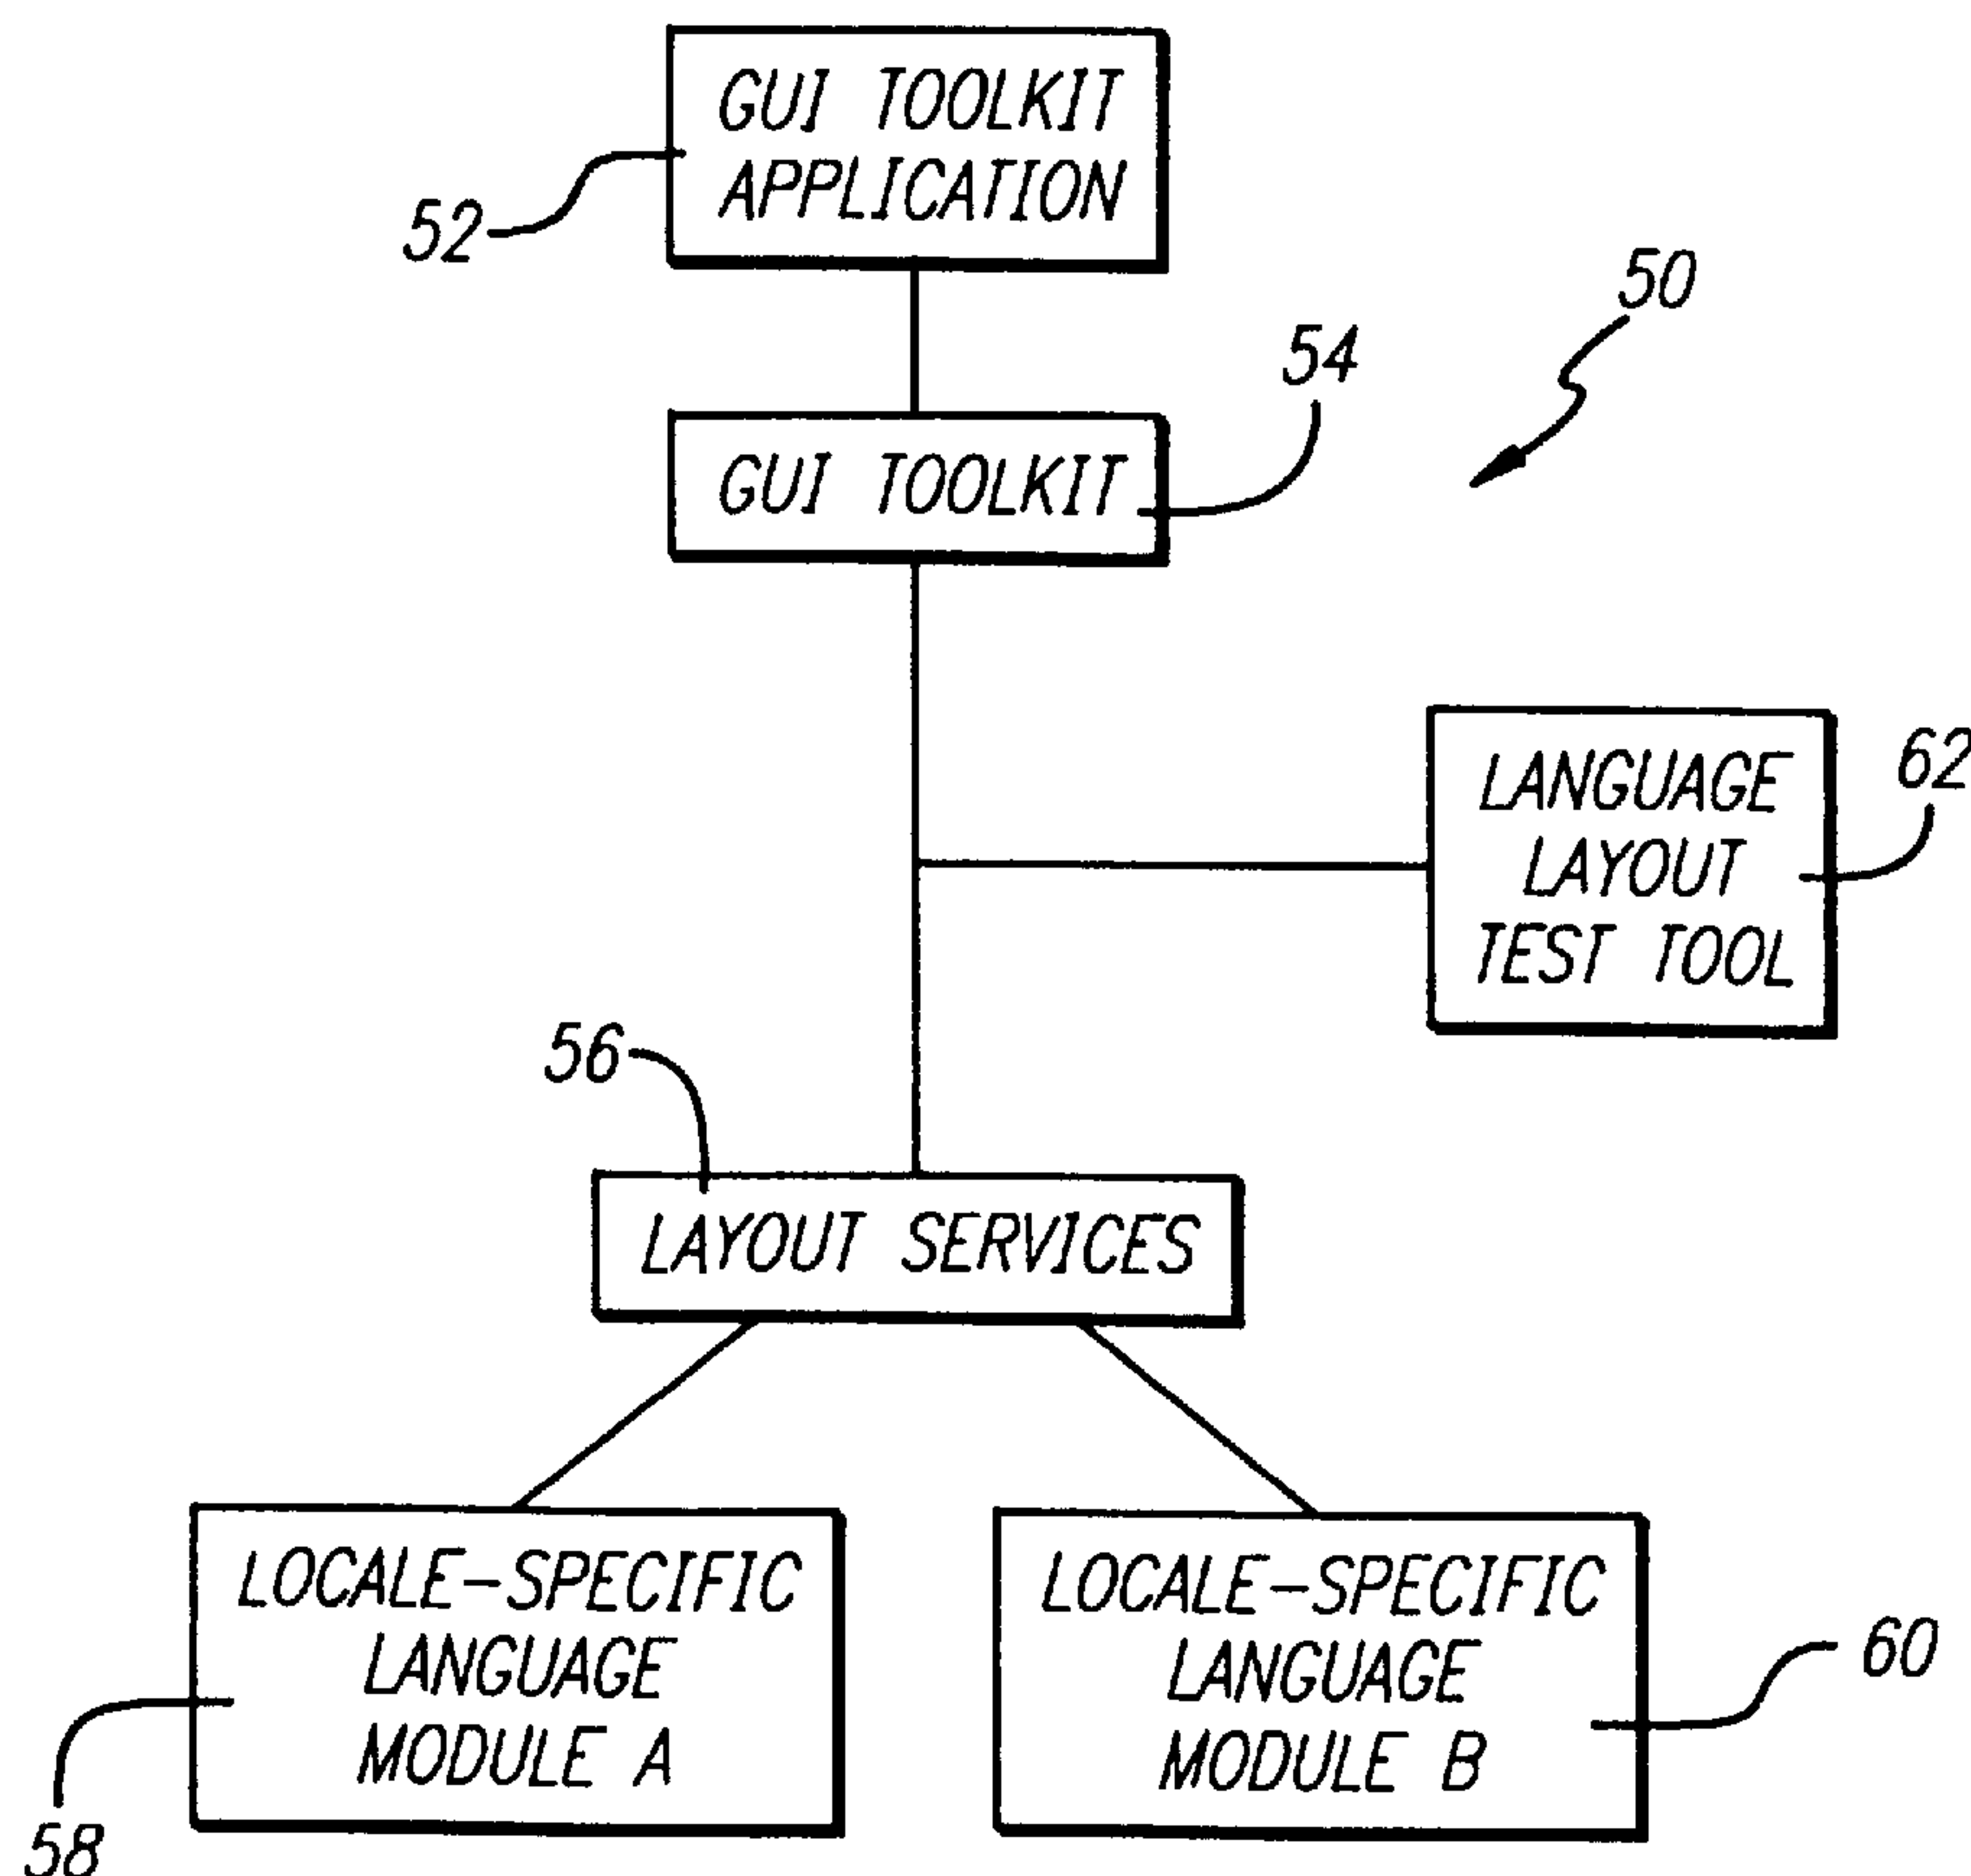 GUI TOOLKIT
APPLICATION
52
50
54
GUI TOOLKIT
62
LANGUAGE
LAYOUT
TEST TOOL
56
LAYOUT SERVICES
LOCALE-SPECIFIC
LANGUAGE
MODULE A
58
LOCALE-SPECIFIC
LANGUAGE
MODULE B
60